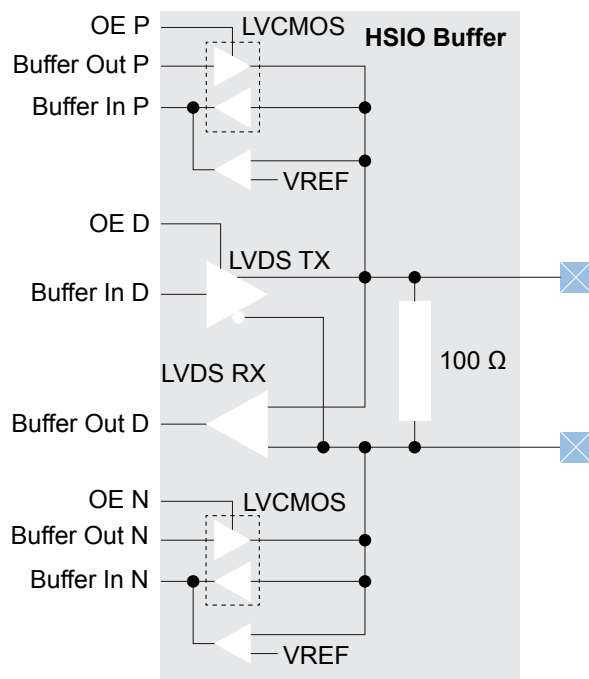 OE P
LVCMOS
HSIO Buffer
Buffer Out P
Buffer In P
VREF
OE D
LVDS TX
Buffer In D
LVDS RX
100 Ω
Buffer Out D
OE N
LVCMOS
Buffer Out N
Buffer In N
VREF